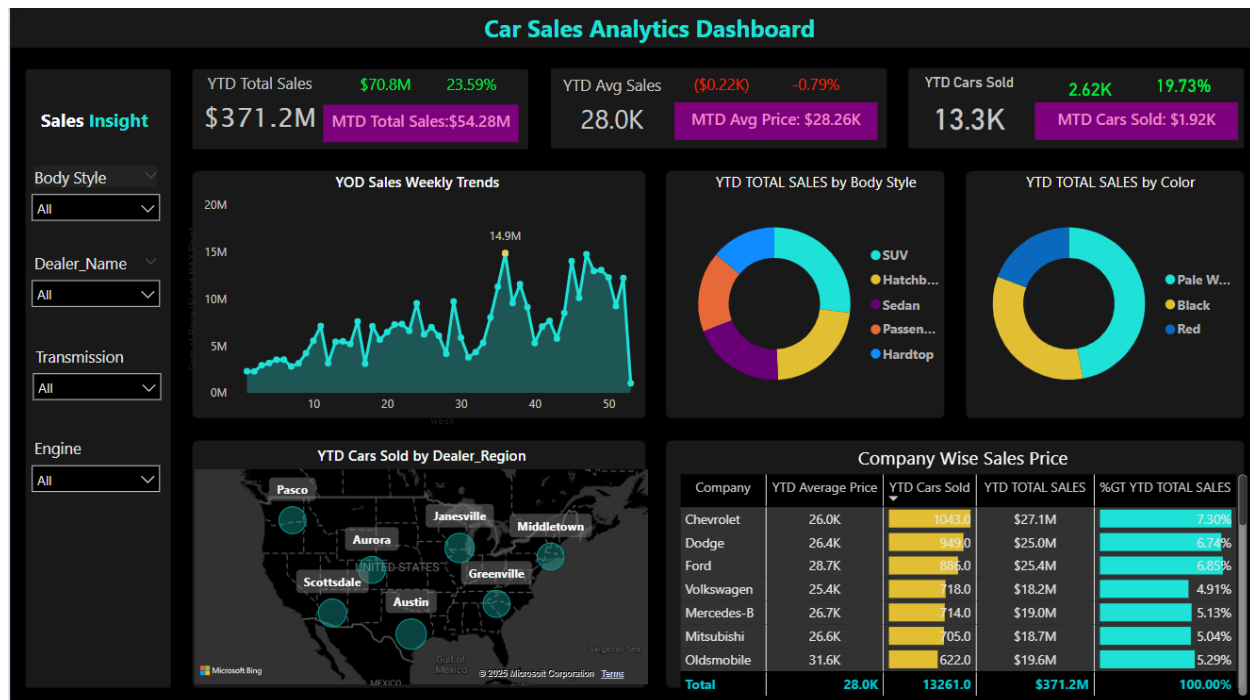 Car Sales Analytics Dashboard
Sales Insight
Body Style
All
Dealer_Name
All
Transmission
All
Engine
All
YTD Total Sales
$70.8M
23.59%
$371.2M
MTD Total Sales:$54.28M
YTD Avg Sales
($0.22K)
-0.79%
28.0K
MTD Avg Price: $28.26K
YTD Cars Sold
2.62K
19.73%
13.3K
MTD Cars Sold: $1.92K
YOD Sales Weekly Trends
20M
15M
10M
5M
0M
14.9M
10
20
30
40
50
week
YTD TOTAL SALES by Body Style
SUV
Hatchb...
Sedan
Passen...
Hardtop
YTD TOTAL SALES by Color
Pale W...
Black
Red
YTD Cars Sold by Dealer_Region
Pasco
Janesville
Middletown
Aurora
UNITED STATES
Scottsdale
Greenville
Austin
Gulf of
Mexico
Sargasso Sea
MEXICO
Microsoft Bing
© 2025 Microsoft Corporation Terms
Company Wise Sales Price
Company YTD Average Price YTD Cars Sold YTD TOTAL SALES %GT YTD TOTAL SALES
Chevrolet 26.0K 1043.0 $27.1M 7.30%
Dodge 26.4K 949.0 $25.0M 6.74%
Ford 28.7K 886.0 $25.4M 6.85%
Volkswagen 25.4K 718.0 $18.2M 4.91%
Mercedes-B 26.7K 714.0 $19.0M 5.13%
Mitsubishi 26.6K 705.0 $18.7M 5.04%
Oldsmobile 31.6K 622.0 $19.6M 5.29%
Total 28.0K 13261.0 $371.2M 100.00%